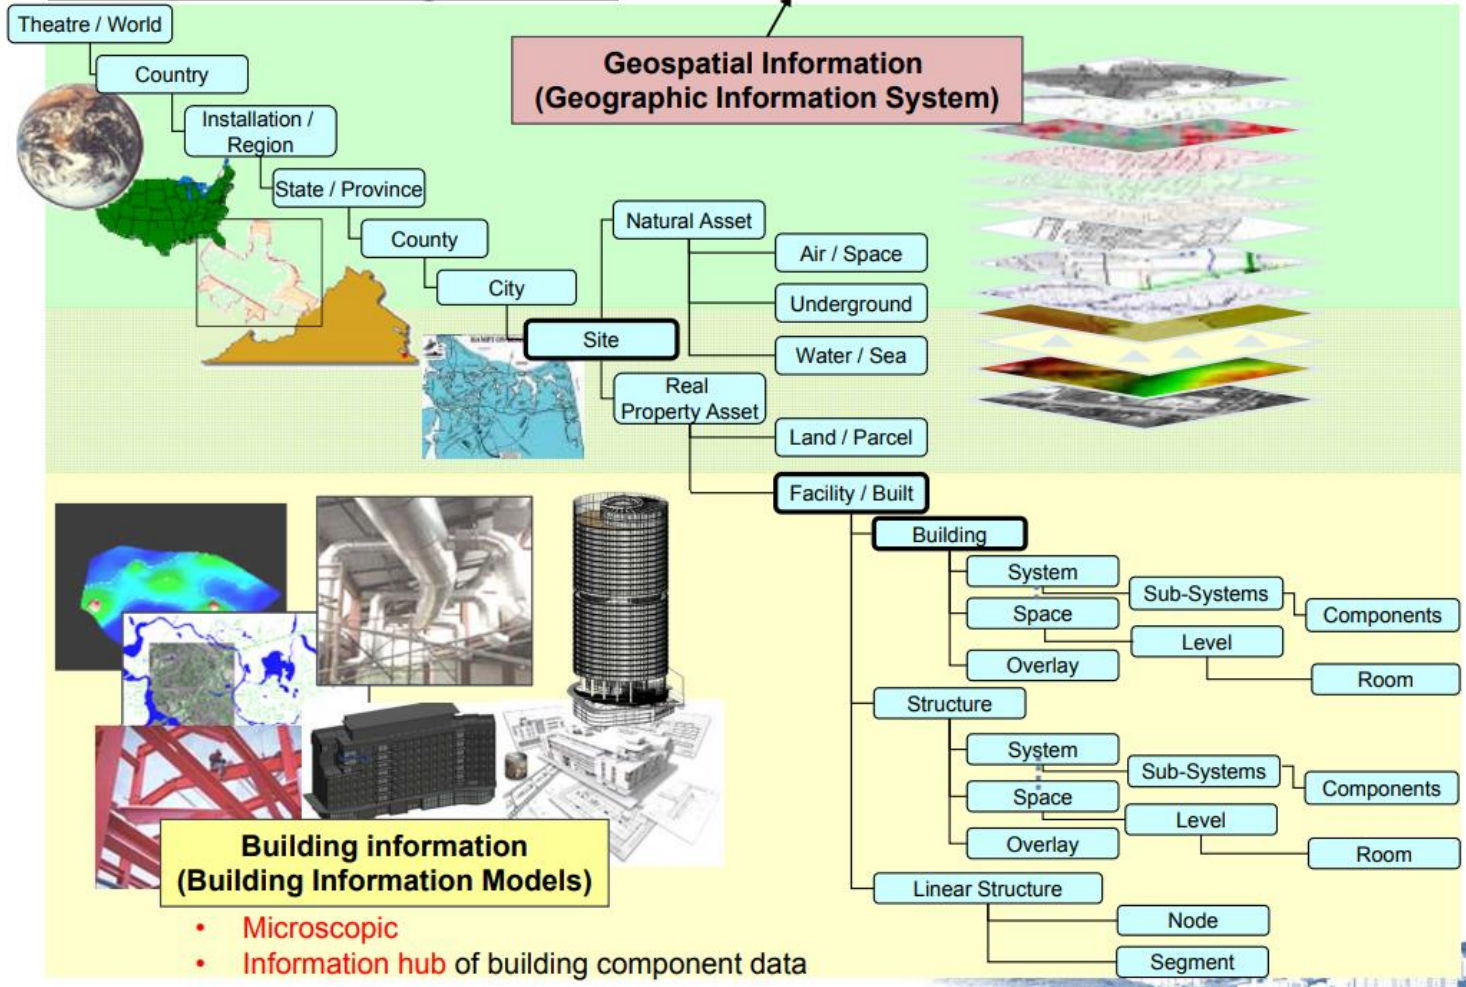 Theatre / World
Country
Installation /
Region
State / Province
County
City
Site
Geospatial Information
(Geographic Information System)
Natural Asset
Air / Space
Underground
Water / Sea
Real
Property Asset
Land / Parcel
Facility / Built
Building
System
Sub-Systems
Components
Space
Level
Room
Overlay
Structure
System
Sub-Systems
Components
Space
Level
Room
Overlay
Linear Structure
Node
Segment
Building information
(Building Information Models)
• Microscopic
• Information hub of building component data